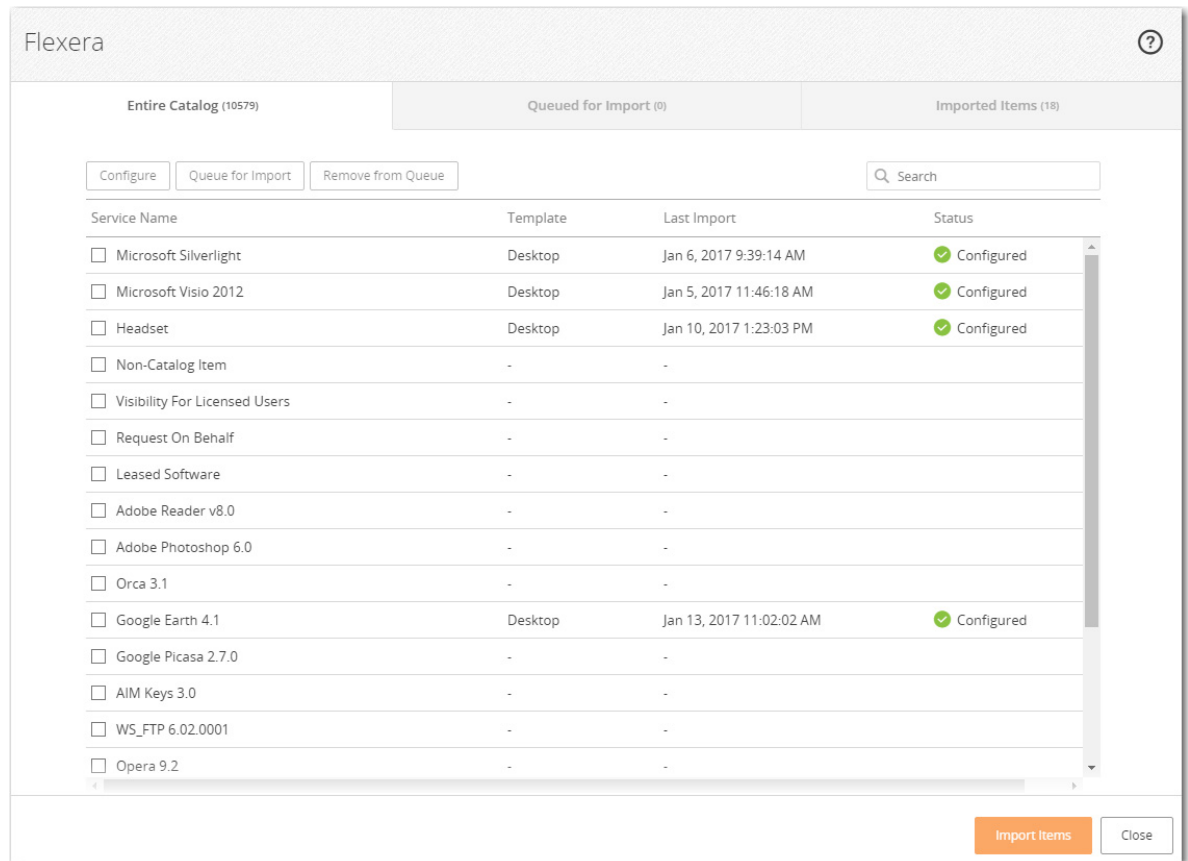 Flexera
?
Entire Catalog (10579) Queued for Import (0) Imported Items (18)
Configure Queue for Import Remove from Queue Search
Service Name Template Last Import Status
Microsoft Silverlight Desktop Jan 6, 2017 9:39:14 AM Configured
Microsoft Visio 2012 Desktop Jan 5, 2017 11:46:18 AM Configured
Headset Desktop Jan 10, 2017 1:23:03 PM Configured
Non-Catalog Item - -
Visibility For Licensed Users - -
Request On Behalf - -
Leased Software - -
Adobe Reader v8.0 - -
Adobe Photoshop 6.0 - -
Orca 3.1 - -
Google Earth 4.1 Desktop Jan 13, 2017 11:02:02 AM Configured
Google Picasa 2.7.0 - -
AIM Keys 3.0 - -
WS_FTP 6.02.0001 - -
Opera 9.2 - -
Import Items Close